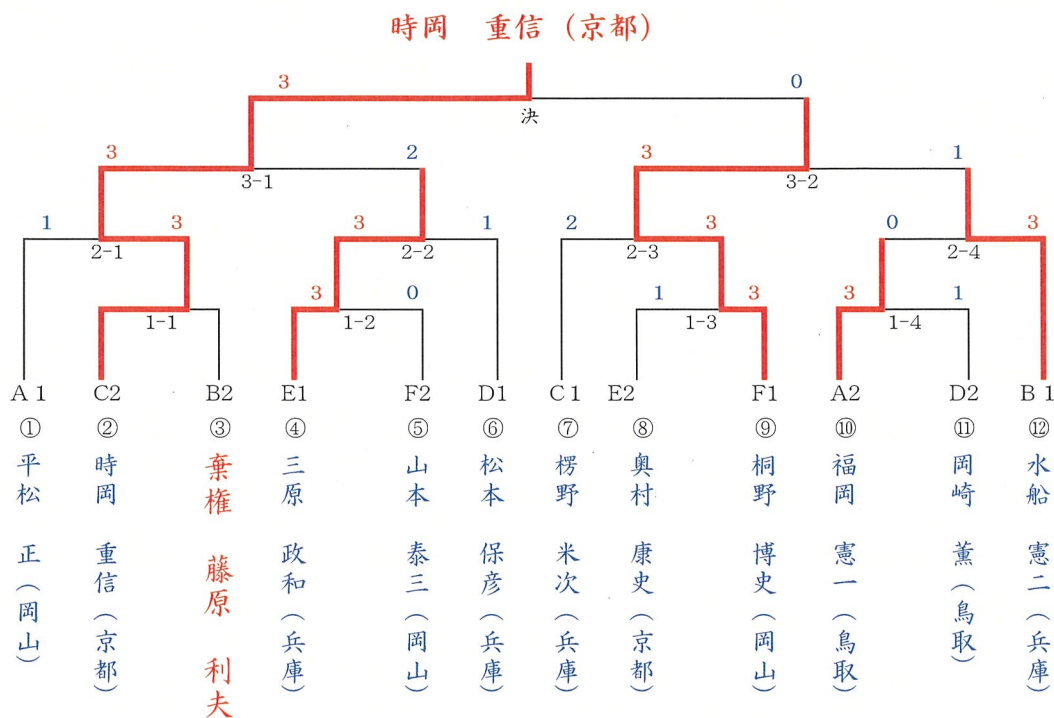 時岡　重信（京都）
3 0
決
3 2 3 1
3-1 3-2
1 3 3 1 2 3 0 3
2-1 2-2 2-3 2-4
3 0 1 3 3 1
1-1 1-2 1-3 1-4
A1 C2 B2 E1 F2 D1 C1 E2 F1 A2 D2 B1
① ② ③ ④ ⑤ ⑥ ⑦ ⑧ ⑨ ⑩ ⑪ ⑫
平松　正（岡山）
時岡　重信（京都）
棄権　藤原　利夫
三原　政和（兵庫）
山本　泰三（岡山）
松本　保彦（兵庫）
楞野　米次（兵庫）
奥村　康史（京都）
桐野　博史（岡山）
福岡　憲一（鳥取）
岡崎　薫（鳥取）
水船　憲二（兵庫）